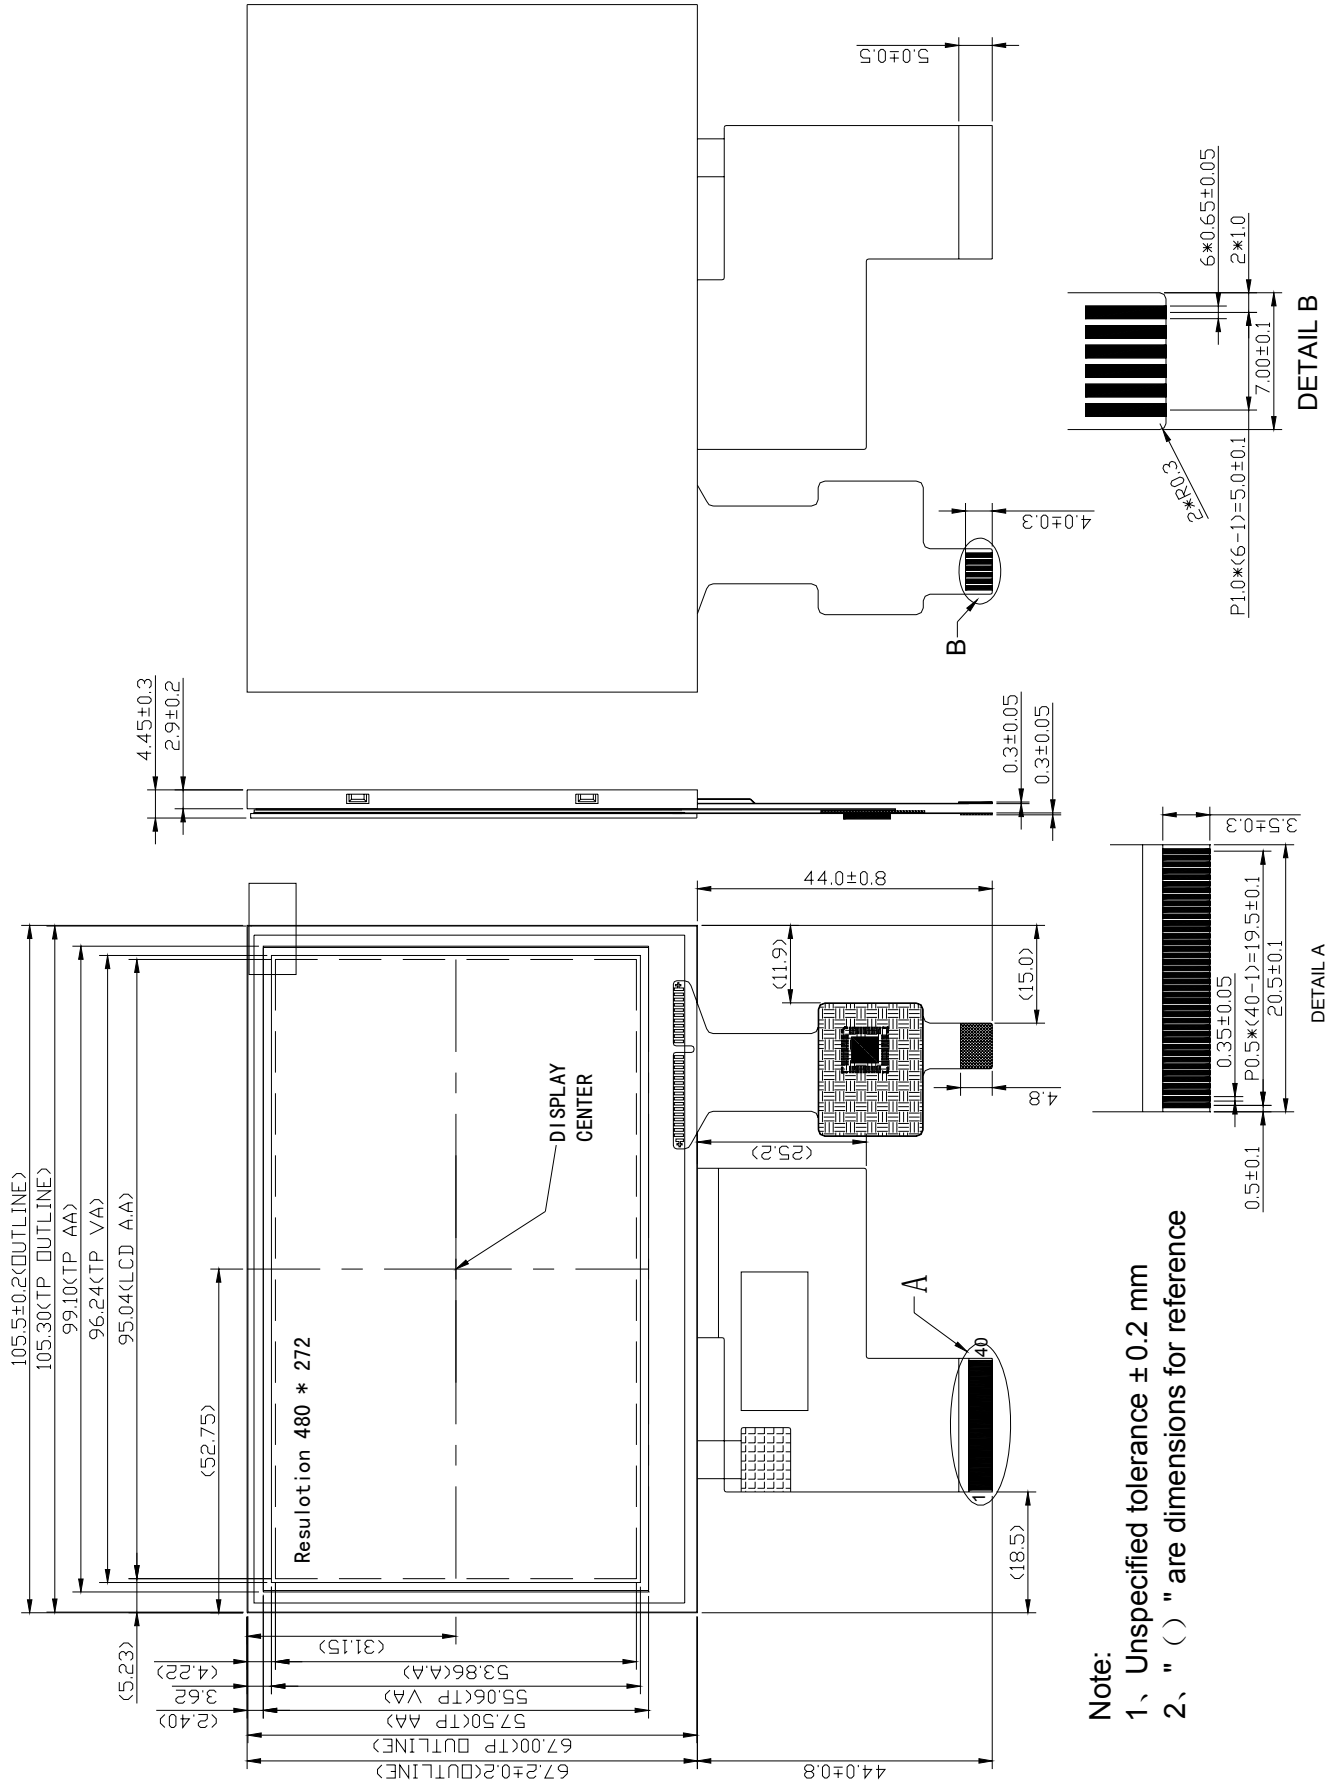 105.5±0.2(OUTLINE)
105.30(TP OUTLINE)
99.10(TP AA)
96.24(TP VA)
95.04(LCD A.A)
(52.75)
(5.23)
(31.15)
(4.22)
53.86(A.A)
3.62
55.06(TP VA)
(2.40)
57.50(TP AA)
67.00(TP OUTLINE)
67.2±0.2(OUTLINE)
44.0±0.8
Resulotion 480 * 272
DISPLAY
CENTER
44.0±0.8
(11.9)
(15.0)
4.8
(25.2)
(18.5)
1
40
A
4.45±0.3
2.9±0.2
0.3±0.05
0.3±0.05
5.0±0.5
4.0±0.3
B
6*0.65±0.05
2*1.0
7.00±0.1
P1.0*(6-1)=5.0±0.1
2*R0.3
DETAIL B
3.5±0.3
0.35±0.05
P0.5*(40-1)=19.5±0.1
20.5±0.1
0.5±0.1
DETAIL A
Note:
1、Unspecified tolerance ± 0.2 mm
2、"（）" are dimensions for reference